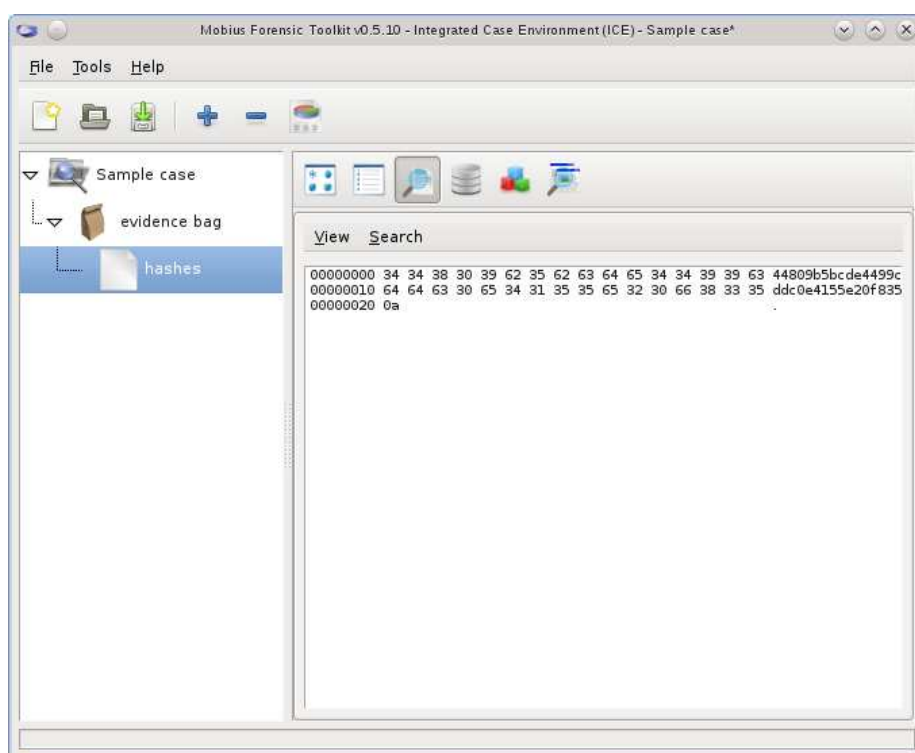 Mobius Forensic Toolkit v0.5.10 - Integrated Case Environment (ICE) - Sample case*
File Tools Help
Sample case
evidence bag
hashes
View Search
00000000 34 34 38 30 39 62 35 62 63 64 65 34 34 39 39 63 44809b5bcde4499c
00000010 64 64 63 30 65 34 31 35 35 65 32 30 66 38 33 35 ddc0e4155e20f835
00000020 0a .